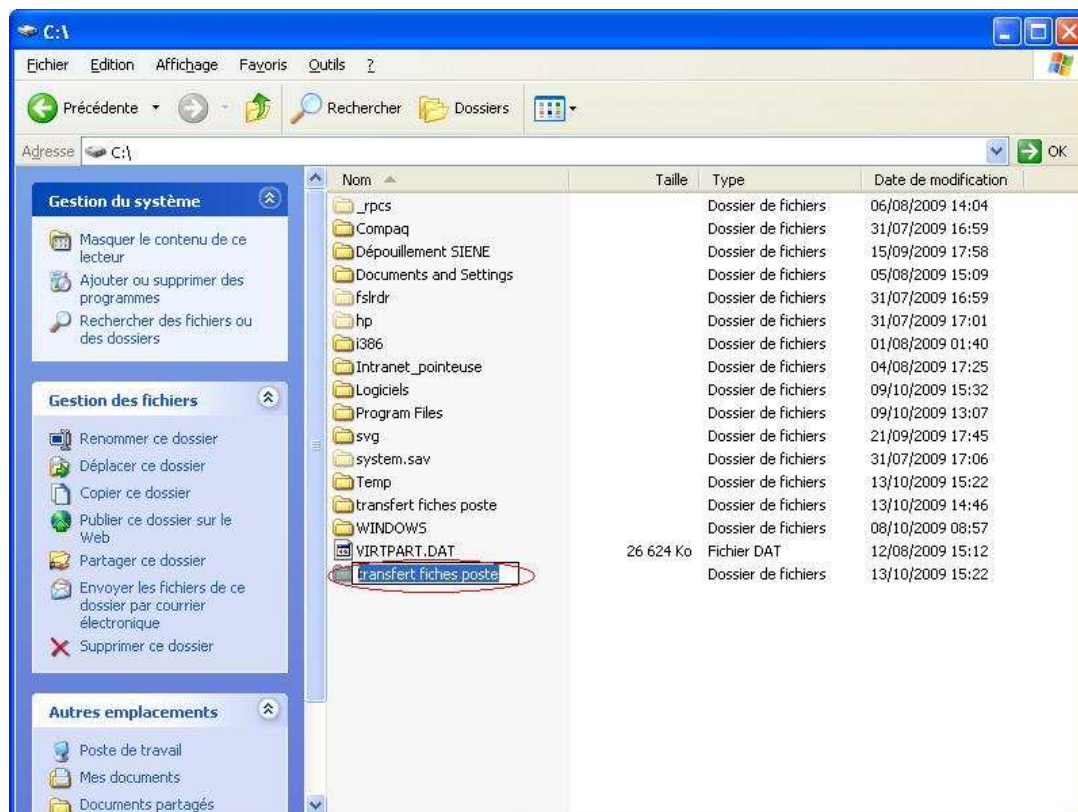 C:\
Fichier Edition Affichage Favoris Outils ?
Précédente Rechercher Dossiers
Adresse C:\ OK
Gestion du système
Masquer le contenu de ce
lecteur
Ajouter ou supprimer des
programmes
Rechercher des fichiers ou
des dossiers
Gestion des fichiers
Renommer ce dossier
Déplacer ce dossier
Copier ce dossier
Publier ce dossier sur le
Web
Partager ce dossier
Envoyer les fichiers de ce
dossier par courrier
électronique
Supprimer ce dossier
Autres emplacements
Poste de travail
Mes documents
Documents partagés
Nom Taille Type Date de modification
_rpcs Dossier de fichiers 06/08/2009 14:04
Compaq Dossier de fichiers 31/07/2009 16:59
Dépouillement SIENE Dossier de fichiers 15/09/2009 17:58
Documents and Settings Dossier de fichiers 05/08/2009 15:09
fslrdr Dossier de fichiers 31/07/2009 16:59
hp Dossier de fichiers 31/07/2009 17:01
i386 Dossier de fichiers 01/08/2009 01:40
Intranet_pointeuse Dossier de fichiers 04/08/2009 17:25
Logiciels Dossier de fichiers 09/10/2009 15:32
Program Files Dossier de fichiers 09/10/2009 13:07
svg Dossier de fichiers 21/09/2009 17:45
system.sav Dossier de fichiers 31/07/2009 17:06
Temp Dossier de fichiers 13/10/2009 15:22
transfert fiches poste Dossier de fichiers 13/10/2009 14:46
WINDOWS Dossier de fichiers 08/10/2009 08:57
VIRTPART.DAT 26 624 Ko Fichier DAT 12/08/2009 15:12
transfert fiches poste Dossier de fichiers 13/10/2009 15:22